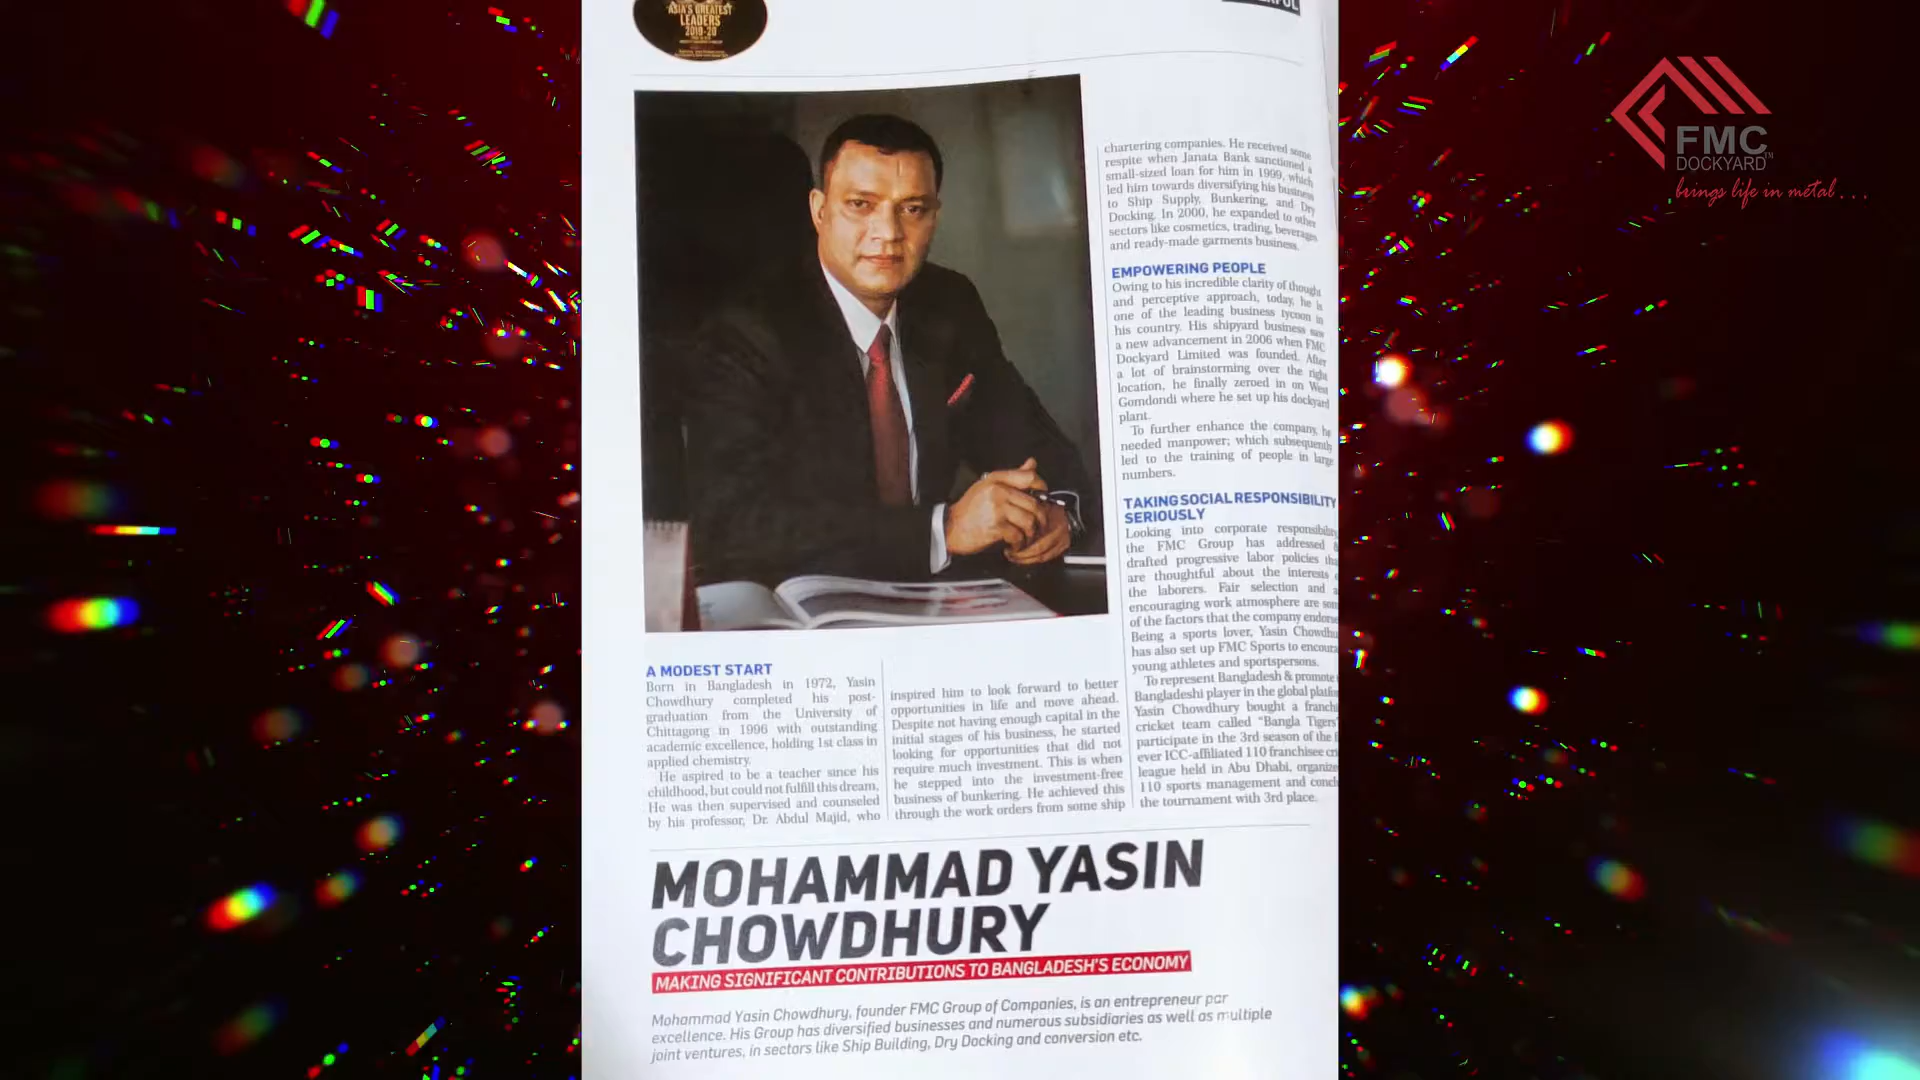 ASIA'S GREATEST
LEADERS
2019-20
FMC
DOCKYARD
brings life in metal...
chartering companies. He received some
respite when Janata Bank sanctioned a
small-sized loan for him in 1999, which
led him towards diversifying his business
to Ship Supply, Bunkering, and Dry
Docking. In 2000, he expanded to other
sectors like cosmetics, trading, beverages
and ready-made garments business.
EMPOWERING PEOPLE
Owing to his incredible clarity of thought
and perceptive approach, today, he is
one of the leading business tycoon in
his country. His shipyard business saw
a new advancement in 2006 when FMC
Dockyard Limited was founded. After
a lot of brainstorming over the right
location, he finally zeroed in on West
Gomdondi where he set up his dockyard
plant.
To further enhance the company, he
needed manpower; which subsequently
led to the training of people in large
numbers.
TAKING SOCIAL RESPONSIBILITY
SERIOUSLY
Looking into corporate responsibility
the FMC Group has addressed
drafted progressive labor policies
are thoughtful about the interests
the laborers. Fair selection and
encouraging work atmosphere are
of the factors that the company
Being a sports lover, Yasin
has also set up FMC Sports to
young athletes and sportspersons.
To represent Bangladesh & promote
Bangladeshi player in the global
Yasin Chowdhury bought a
cricket team called "Bangla Tigers"
participate in the 3rd season of the
ever ICC-affiliated 110 franchisee
league held in Abu Dhabi,
110 sports management and
the tournament with 3rd place.
A MODEST START
Born in Bangladesh in 1972, Yasin
Chowdhury completed his post-
graduation from the University of
Chittagong in 1996 with outstanding
academic excellence, holding 1st class in
applied chemistry.
He aspired to be a teacher since his
childhood, but could not fulfill this dream,
He was then supervised and counseled
by his professor, Dr. Abdul Majid, who
inspired him to look forward to better
opportunities in life and move ahead.
Despite not having enough capital in the
initial stages of his business, he started
looking for opportunities that did not
require much investment. This is when
he stepped into the investment-free
business of bunkering. He achieved this
through the work orders from some ship
MOHAMMAD YASIN
CHOWDHURY
MAKING SIGNIFICANT CONTRIBUTIONS TO BANGLADESH'S ECONOMY
Mohammad Yasin Chowdhury, founder FMC Group of Companies, is an entrepreneur par
excellence. His Group has diversified businesses and numerous subsidiaries as well as multiple
joint ventures, in sectors like Ship Building, Dry Docking and conversion etc.